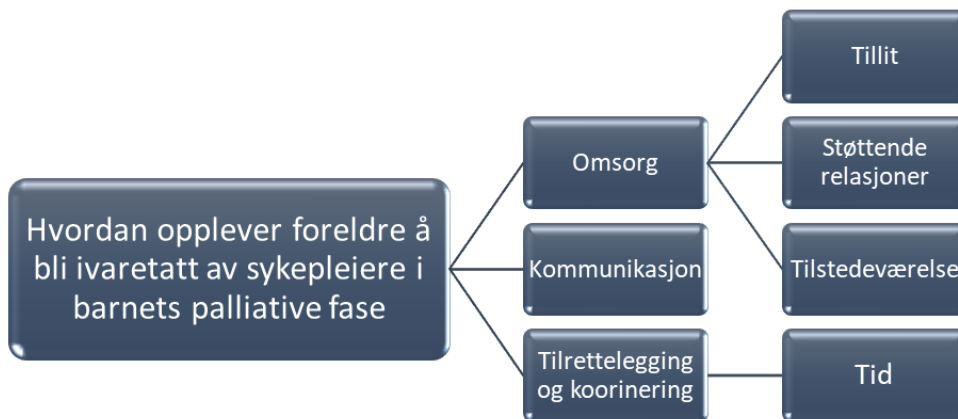 Hvordan opplever foreldre å
bli ivaretatt av sykepleiere i
barnets palliative fase
Omsorg
Kommunikasjon
Tilrettelegging
og koorinering
Tillit
Støttende
relasjoner
Tilstedeværelse
Tid